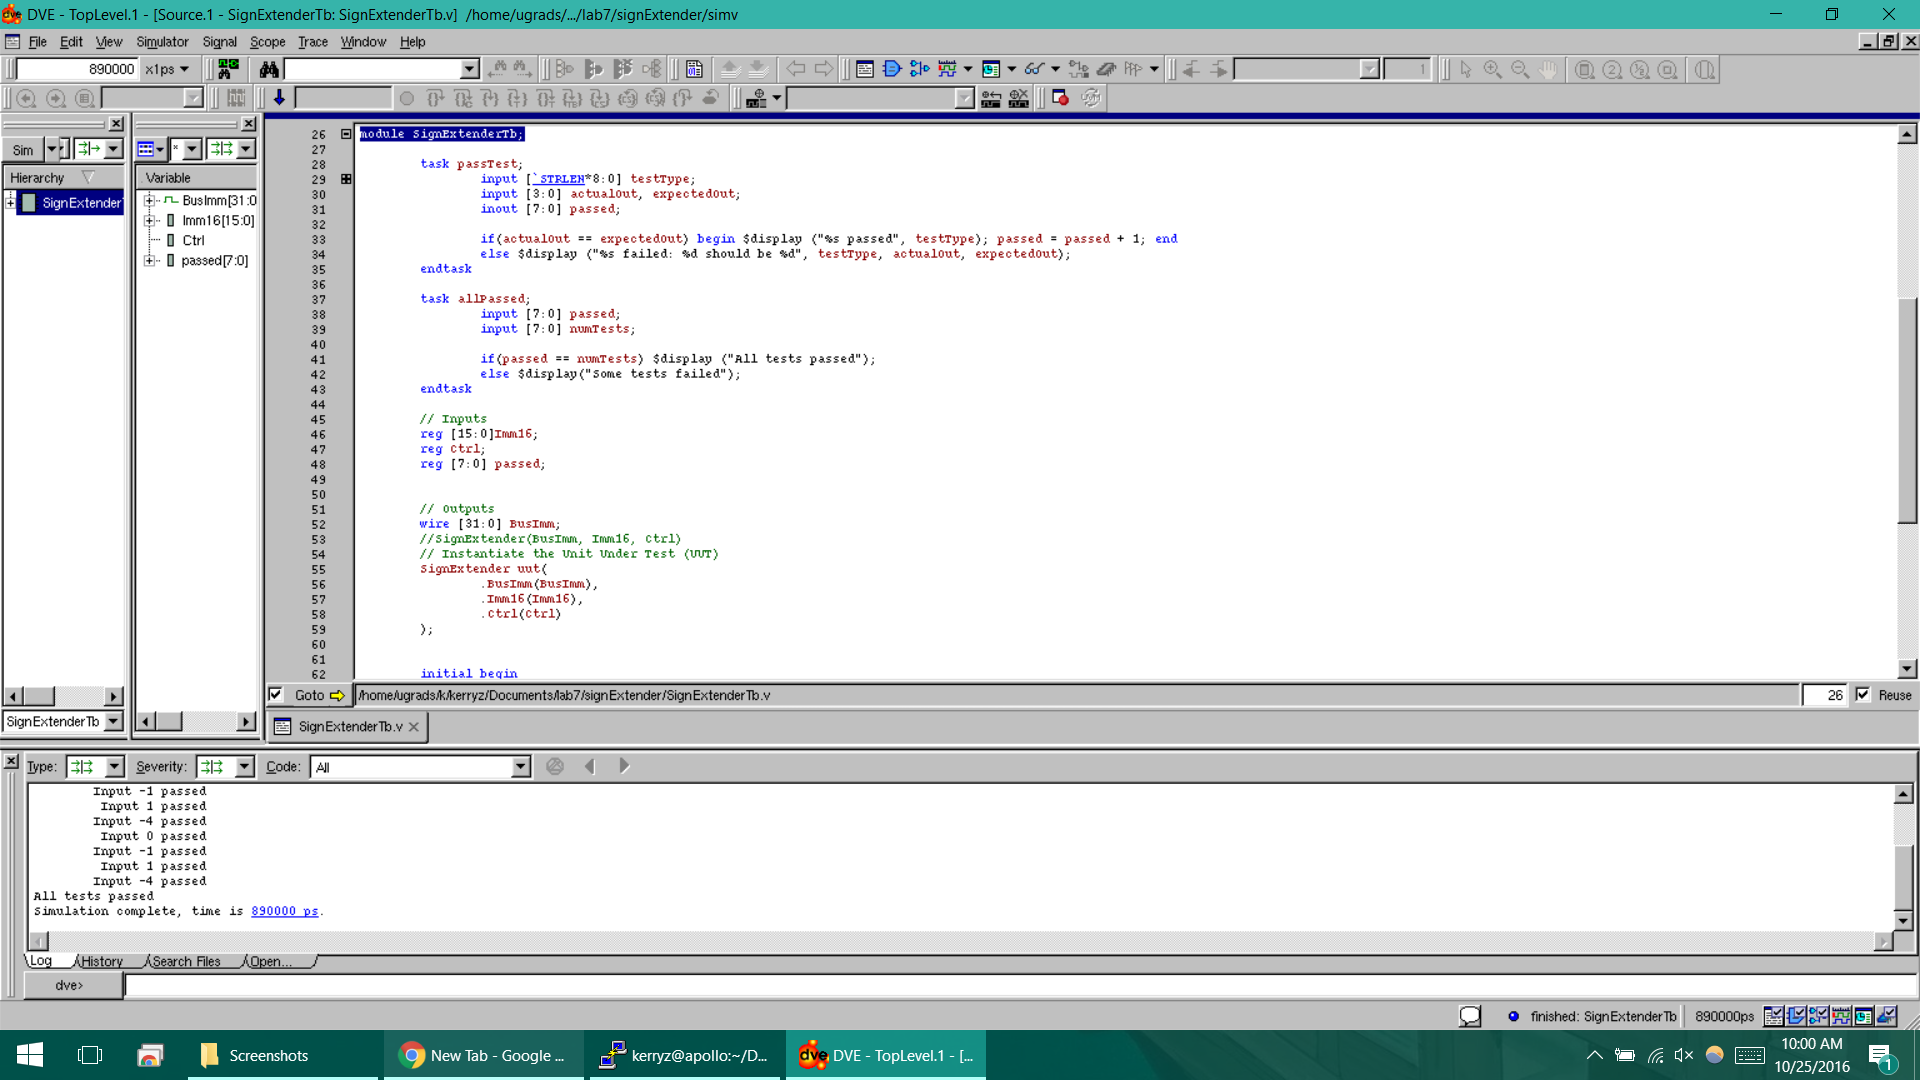 DVE - TopLevel.1 - [Source.1 - SignExtenderTb: SignExtenderTb.v]  /home/ugrads/.../lab7/signExtender/simv
File Edit View Simulator Signal Scope Trace Window Help
890000 x1ps
1
Sim
Hierarchy
SignExtenderT
Variable
BusImm[31:0
Imm16[15:0]
Ctrl
passed[7:0]
26 module SignExtenderTb;
27
28 task passTest;
29 input [`STRLEN*8:0] testType;
30 input [3:0] actualOut, expectedOut;
31 inout [7:0] passed;
32
33 if(actualOut == expectedOut) begin $display ("%s passed", testType); passed = passed + 1; end
34 else $display ("%s failed: %d should be %d", testType, actualOut, expectedOut);
35 endtask
36
37 task allPassed;
38 input [7:0] passed;
39 input [7:0] numTests;
40
41 if(passed == numTests) $display ("All tests passed");
42 else $display("Some tests failed");
43 endtask
44
45 // Inputs
46 reg [15:0]Imm16;
47 reg Ctrl;
48 reg [7:0] passed;
49
50
51 // Outputs
52 wire [31:0] BusImm;
53 //SignExtender(BusImm, Imm16, Ctrl)
54 // Instantiate the Unit Under Test (UUT)
55 SignExtender uut(
56 .BusImm(BusImm),
57 .Imm16(Imm16),
58 .Ctrl(Ctrl)
59 );
60
61
62 initial begin
SignExtenderTb
Goto /home/ugrads/k/kerryz/Documents/lab7/signExtender/SignExtenderTb.v 26 Reuse
SignExtenderTb.v
Type: Severity: Code: All
Input -1 passed
Input 1 passed
Input -4 passed
Input 0 passed
Input -1 passed
Input 1 passed
Input -4 passed
All tests passed
Simulation complete, time is 890000 ps.
Log History Search Files Open...
dve>
finished: SignExtenderTb 890000ps
Screenshots
New Tab - Google ...
kerryz@apollo:~/D...
dve DVE - TopLevel.1 - [...
10:00 AM
10/25/2016
1